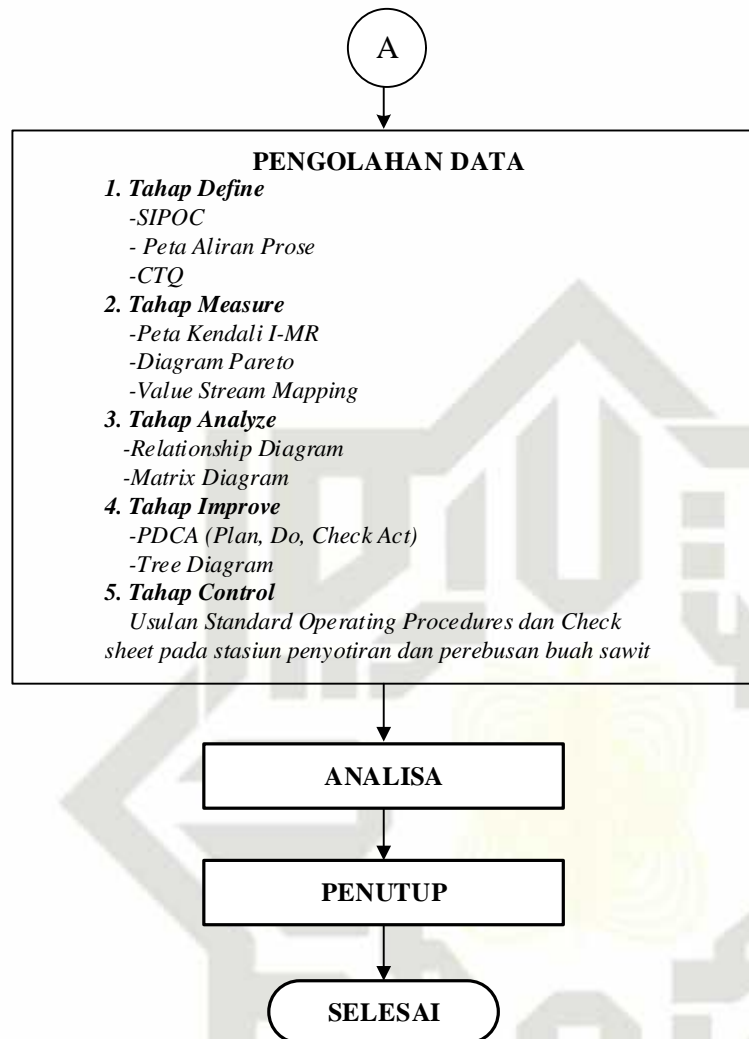 A
PENGOLAHAN DATA
1. Tahap Define
-SIPOC
- Peta Aliran Prose
-CTQ
2. Tahap Measure
-Peta Kendali I-MR
-Diagram Pareto
-Value Stream Mapping
3. Tahap Analyze
-Relationship Diagram
-Matrix Diagram
4. Tahap Improve
-PDCA (Plan, Do, Check Act)
-Tree Diagram
5. Tahap Control
Usulan Standard Operating Procedures dan Check
sheet pada stasiun penyotiran dan perebusan buah sawit
ANALISA
PENUTUP
SELESAI